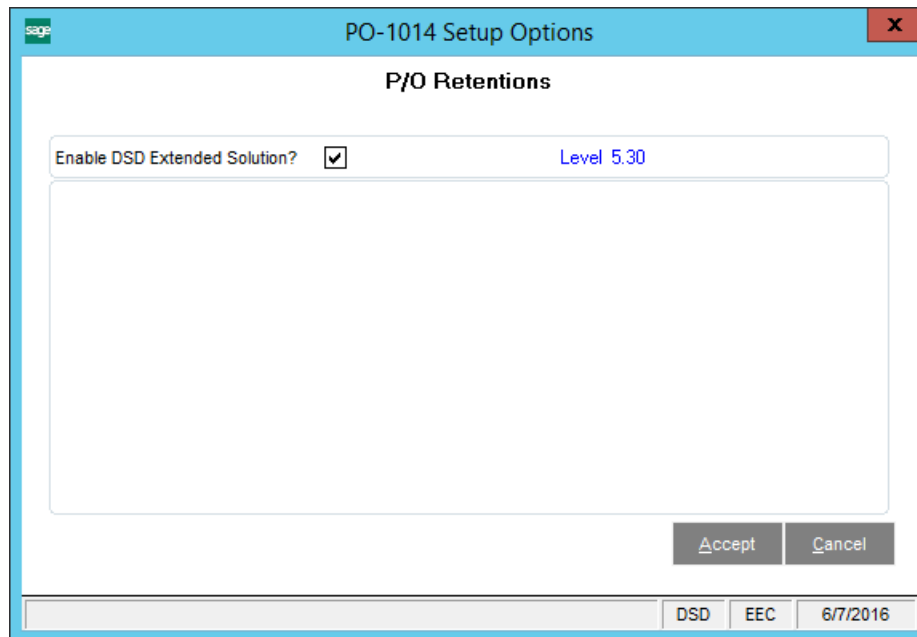 sage
PO-1014 Setup Options
x
P/O Retentions
Enable DSD Extended Solution? Level 5.30
Accept Cancel
DSD EEC 6/7/2016